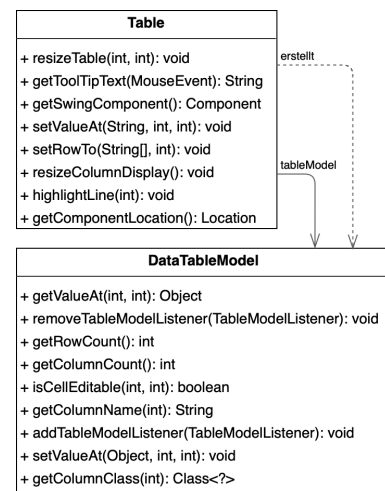 Table
+ resizeTable(int, int): void
+ getToolTipText(MouseEvent): String
+ getSwingComponent(): Component
+ setValueAt(String, int, int): void
+ setRowTo(String[], int): void
+ resizeColumnDisplay(): void
+ highlightLine(int): void
+ getComponentLocation(): Location
erstellt
tableModel
DataTableModel
+ getValueAt(int, int): Object
+ removeTableModelListener(TableModelListener): void
+ getRowCount(): int
+ getColumnCount(): int
+ isCellEditable(int, int): boolean
+ getColumnName(int): String
+ addTableModelListener(TableModelListener): void
+ setValueAt(Object, int, int): void
+ getColumnClass(int): Class<?>